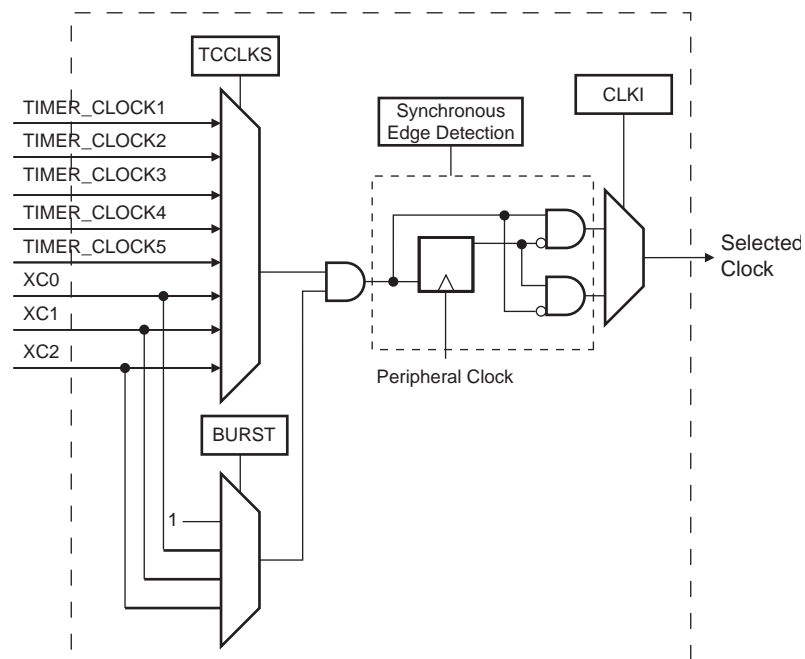 TCCLKS
TIMER_CLOCK1
TIMER_CLOCK2
TIMER_CLOCK3
TIMER_CLOCK4
TIMER_CLOCK5
XC0
XC1
XC2
Synchronous
Edge Detection
CLKI
Selected
Clock
Peripheral Clock
BURST
1